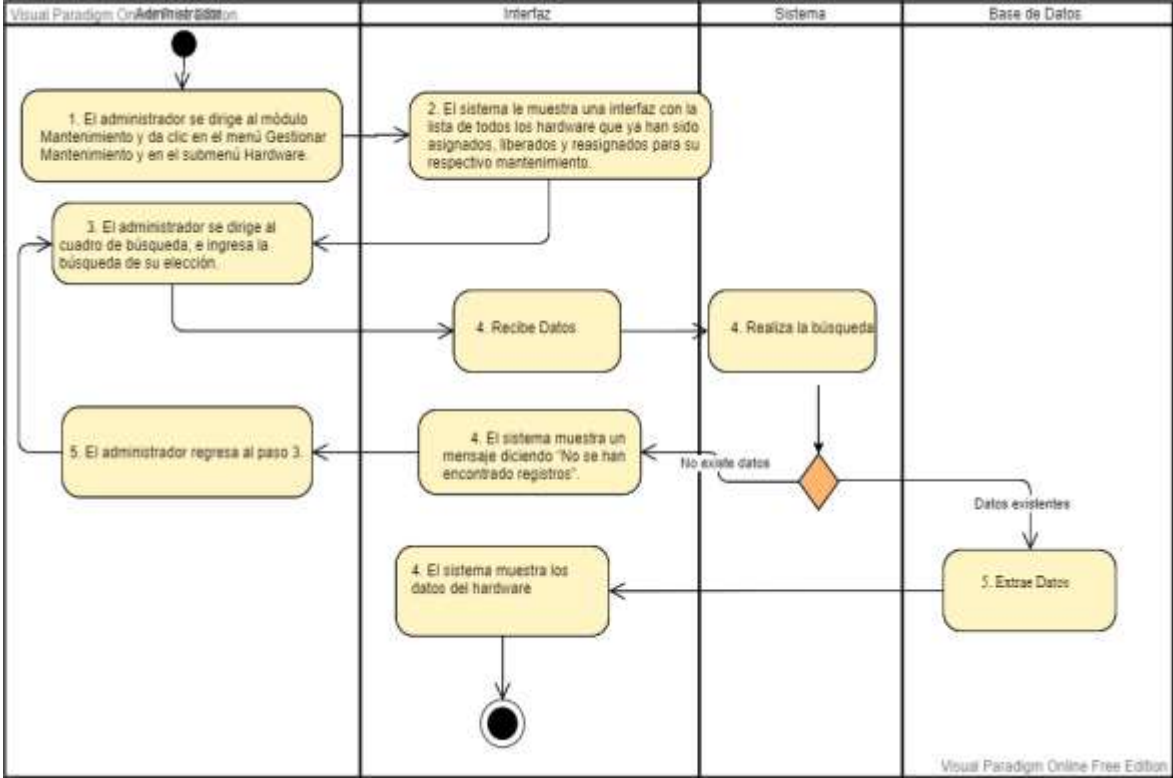 Visual Paradigm Online Free Edition
Administrador
Interfaz
Sistema
Base de Datos
1. El administrador se dirige al módulo
Mantenimiento y da clic en el menú Gestionar
Mantenimiento y en el submenú Hardware.
2. El sistema le muestra una interfaz con la
lista de todos los hardware que ya han sido
asignados, liberados y reasignados para su
respectivo mantenimiento.
3. El administrador se dirige al
cuadro de búsqueda, e ingresa la
búsqueda de su elección.
4. Recibe Datos
4. Realiza la búsqueda
5. El administrador regresa al paso 3.
4. El sistema muestra un
mensaje diciendo "No se han
encontrado registros".
No existe datos
Datos existentes
4. El sistema muestra los
datos del hardware
5. Extrae Datos
Visual Paradigm Online Free Edition